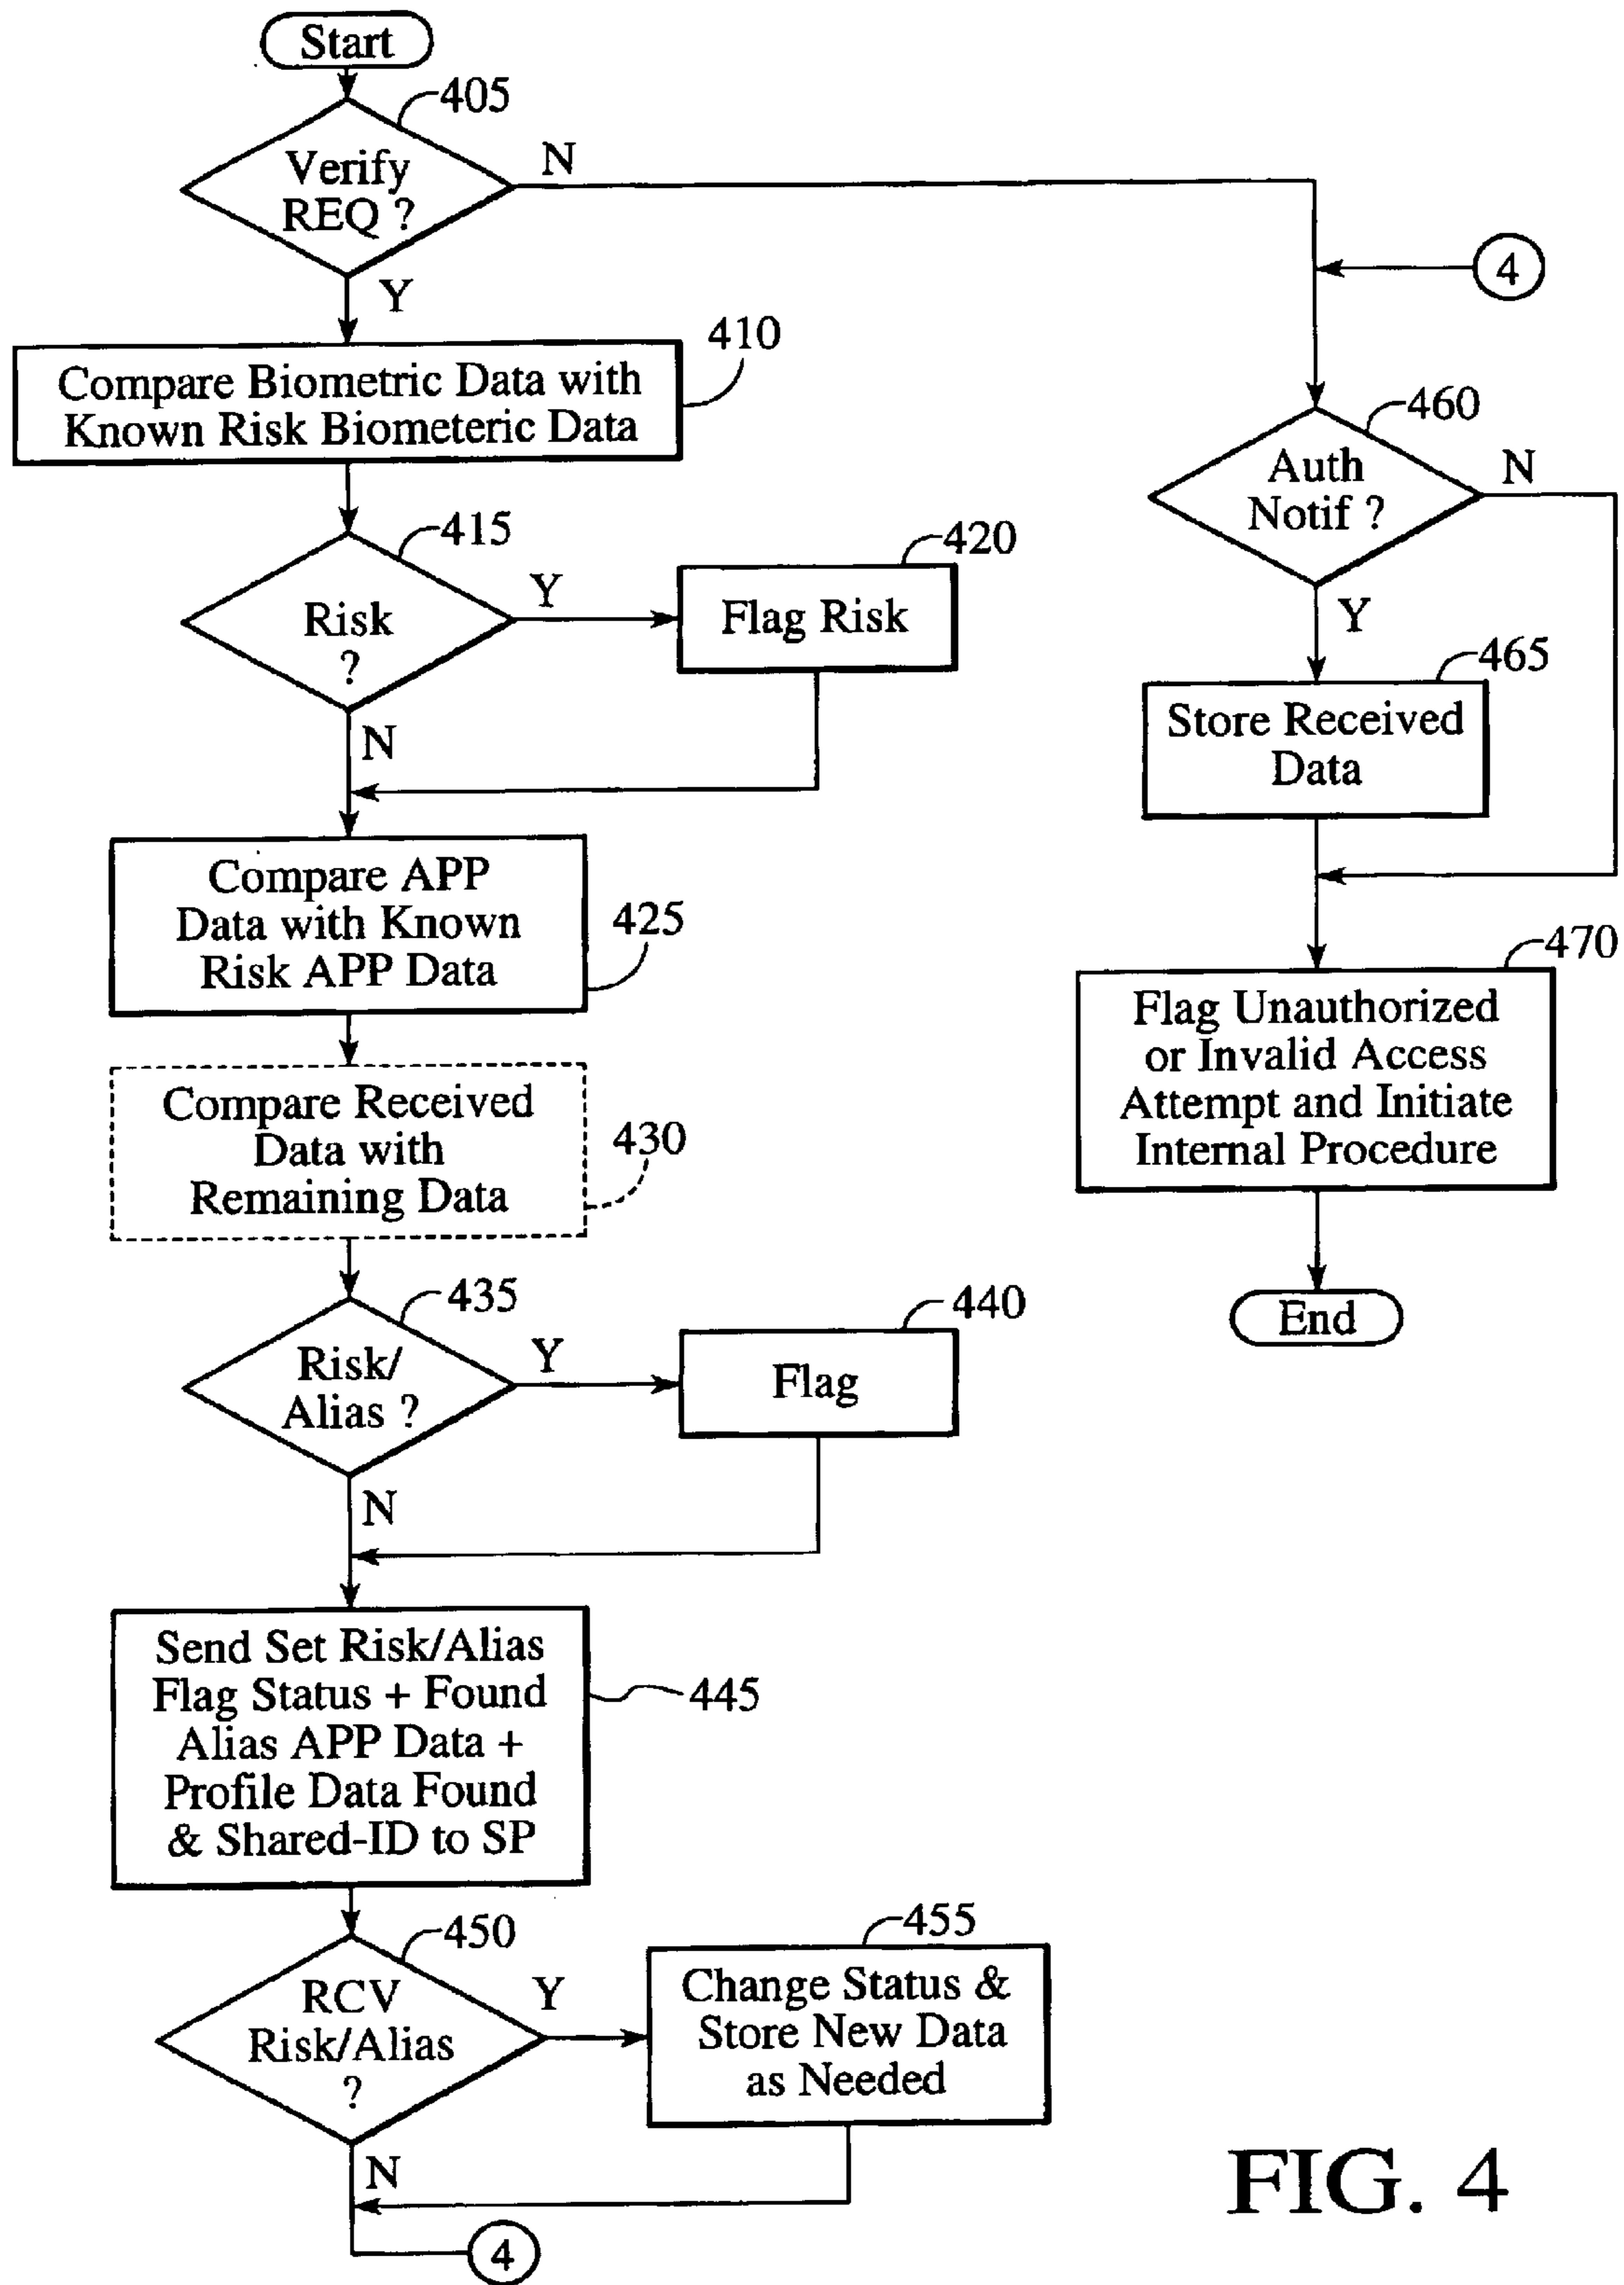 Start
405
Verify
REQ ?
N
Y
4
410
Compare Biometric Data with
Known Risk Biometeric Data
460
Auth
Notif ?
N
Y
415
Risk
?
Y
N
420
Flag Risk
465
Store Received
Data
Compare APP
Data with Known
Risk APP Data
425
470
Flag Unauthorized
or Invalid Access
Attempt and Initiate
Internal Procedure
Compare Received
Data with
Remaining Data
430
End
435
Risk/
Alias ?
Y
N
440
Flag
Send Set Risk/Alias
Flag Status + Found
Alias APP Data +
Profile Data Found
& Shared-ID to SP
445
450
RCV
Risk/Alias
?
Y
N
455
Change Status &
Store New Data
as Needed
4
FIG. 4